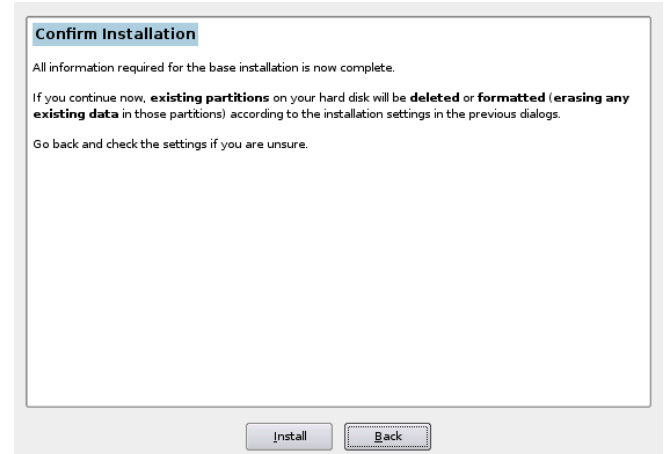 Confirm Installation
All information required for the base installation is now complete.
If you continue now, existing partitions on your hard disk will be deleted or formatted (erasing any
existing data in those partitions) according to the installation settings in the previous dialogs.
Go back and check the settings if you are unsure.
Install Back